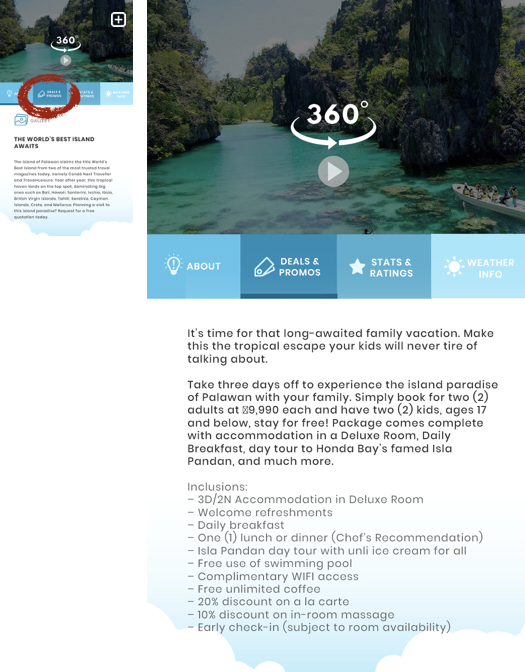 360°
DEALS &
PROMOS
THE WORLD'S BEST ISLAND
AWAITS
The Island of Palawan claims the title World's
Best Island from two of the most trusted travel
magazines today, namely Condé Nast Traveller
and Travel+Leisure. Year after year, this tropical
haven lands on the top spot, dominating big
ones such as Bali, Hawaii, Santorini, Ischia, Ibiza,
British Virgin Islands, Tahiti, Sardinia, Cayman
Islands, Crete, and Mallorca. Planning a visit to
this island paradise? Request for a free
quotation today.
360°
ABOUT
DEALS &
PROMOS
STATS &
RATINGS
WEATHER
INFO
It's time for that long-awaited family vacation. Make
this the tropical escape your kids will never tire of
talking about.
Take three days off to experience the island paradise
of Palawan with your family. Simply book for two (2)
adults at 9,990 each and have two (2) kids, ages 17
and below, stay for free! Package comes complete
with accommodation in a Deluxe Room, Daily
Breakfast, day tour to Honda Bay's famed Isla
Pandan, and much more.
Inclusions:
– 3D/2N Accommodation in Deluxe Room
– Welcome refreshments
– Daily breakfast
– One (1) lunch or dinner (Chef's Recommendation)
– Isla Pandan day tour with unli ice cream for all
– Free use of swimming pool
– Complimentary WIFI access
– Free unlimited coffee
– 20% discount on a la carte
– 10% discount on in-room massage
– Early check-in (subject to room availability)